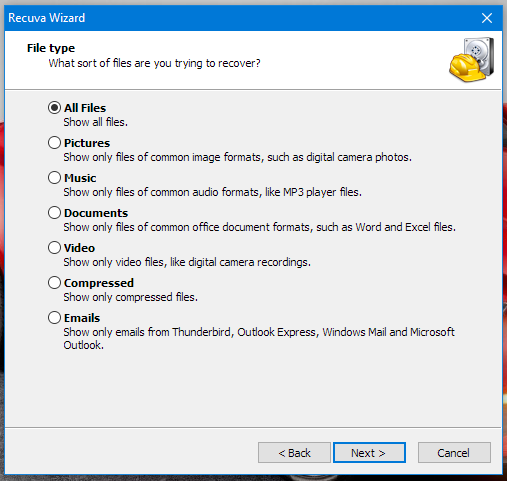 Recuva Wizard
File type
What sort of files are you trying to recover?
All Files
Show all files.
Pictures
Show only files of common image formats, such as digital camera photos.
Music
Show only files of common audio formats, like MP3 player files.
Documents
Show only files of common office document formats, such as Word and Excel files.
Video
Show only video files, like digital camera recordings.
Compressed
Show only compressed files.
Emails
Show only emails from Thunderbird, Outlook Express, Windows Mail and Microsoft
Outlook.
< Back Next > Cancel